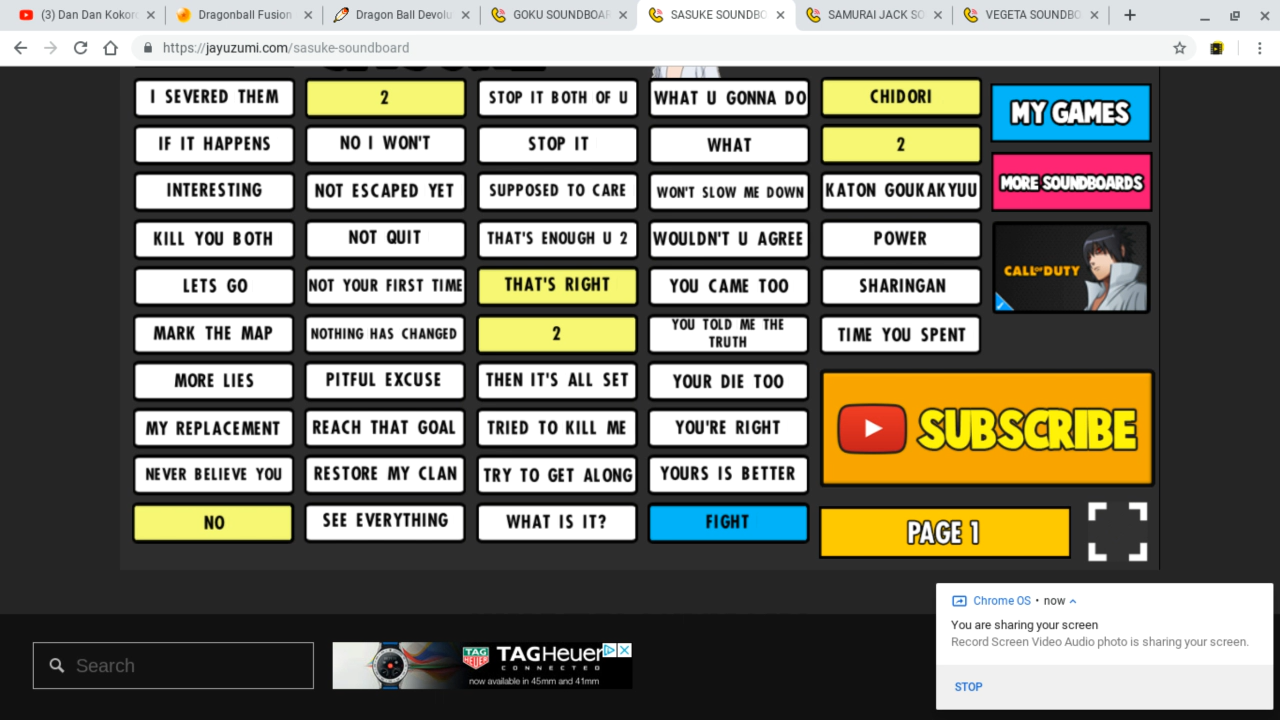 (3) Dan Dan Kokoro
Dragonball Fusion
Dragon Ball Devolu
GOKU SOUNDBOAR
SASUKE SOUNDBO
SAMURAI JACK SO
VEGETA SOUNDBO
https://jayuzumi.com/sasuke-soundboard
I SEVERED THEM
2
STOP IT BOTH OF U
WHAT U GONNA DO
CHIDORI
MY GAMES
IF IT HAPPENS
NO I WON'T
STOP IT
WHAT
2
MORE SOUNDBOARDS
INTERESTING
NOT ESCAPED YET
SUPPOSED TO CARE
WON'T SLOW ME DOWN
KATON GOUKAKYUU
KILL YOU BOTH
NOT QUIT
THAT'S ENOUGH U 2
WOULDN'T U AGREE
POWER
CALL OF DUTY
LETS GO
NOT YOUR FIRST TIME
THAT'S RIGHT
YOU CAME TOO
SHARINGAN
MARK THE MAP
NOTHING HAS CHANGED
2
YOU TOLD ME THE
TRUTH
TIME YOU SPENT
MORE LIES
PITFUL EXCUSE
THEN IT'S ALL SET
YOUR DIE TOO
SUBSCRIBE
MY REPLACEMENT
REACH THAT GOAL
TRIED TO KILL ME
YOU'RE RIGHT
NEVER BELIEVE YOU
RESTORE MY CLAN
TRY TO GET ALONG
YOURS IS BETTER
NO
SEE EVERYTHING
WHAT IS IT?
FIGHT
PAGE 1
Chrome OS • now
You are sharing your screen
Record Screen Video Audio photo is sharing your screen.
STOP
Search
TAG HEUER
TAGHeuer
CONNECTED
now available in 45mm and 41mm